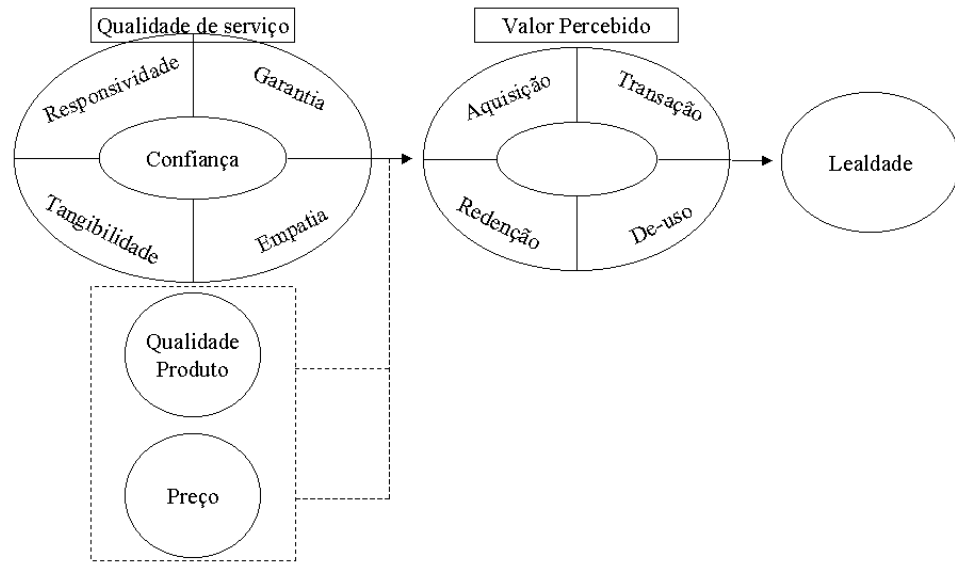 Qualidade de serviço
Responsividade
Garantia
Confiança
Tangibilidade
Empatia
Qualidade
Produto
Preço
Valor Percebido
Aquisição
Transação
Redenção
De-uso
Lealdade